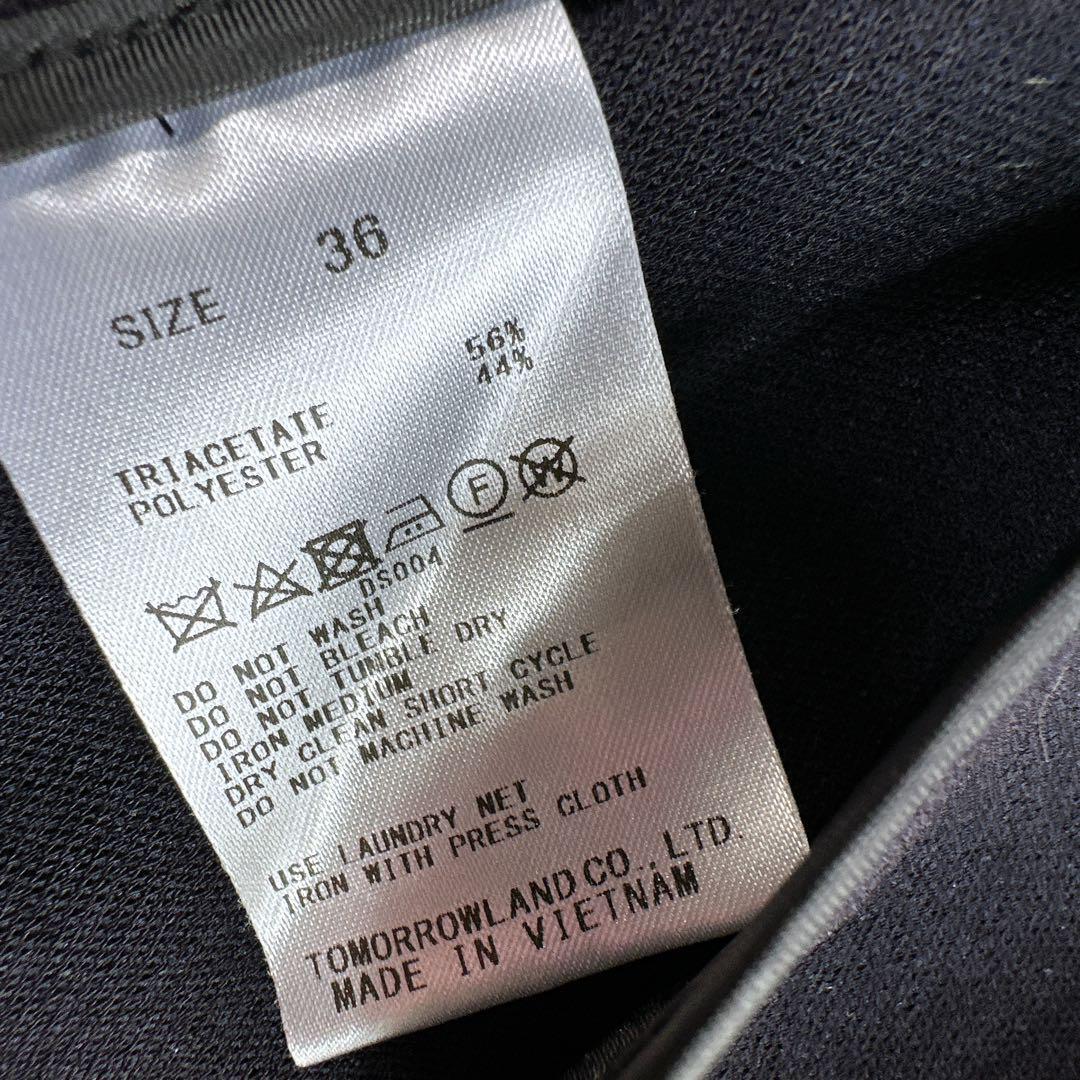 SIZE 36
TRIACETATE 56%
POLYESTER 44%
F W
DS004
DO NOT WASH
DO NOT BLEACH
DO NOT TUMBLE DRY
IRON MEDIUM
DRY CLEAN SHORT CYCLE
DO NOT MACHINE WASH
USE LAUNDRY NET
IRON WITH PRESS CLOTH
TOMORROWLAND CO.,LTD.
MADE IN VIETNAM